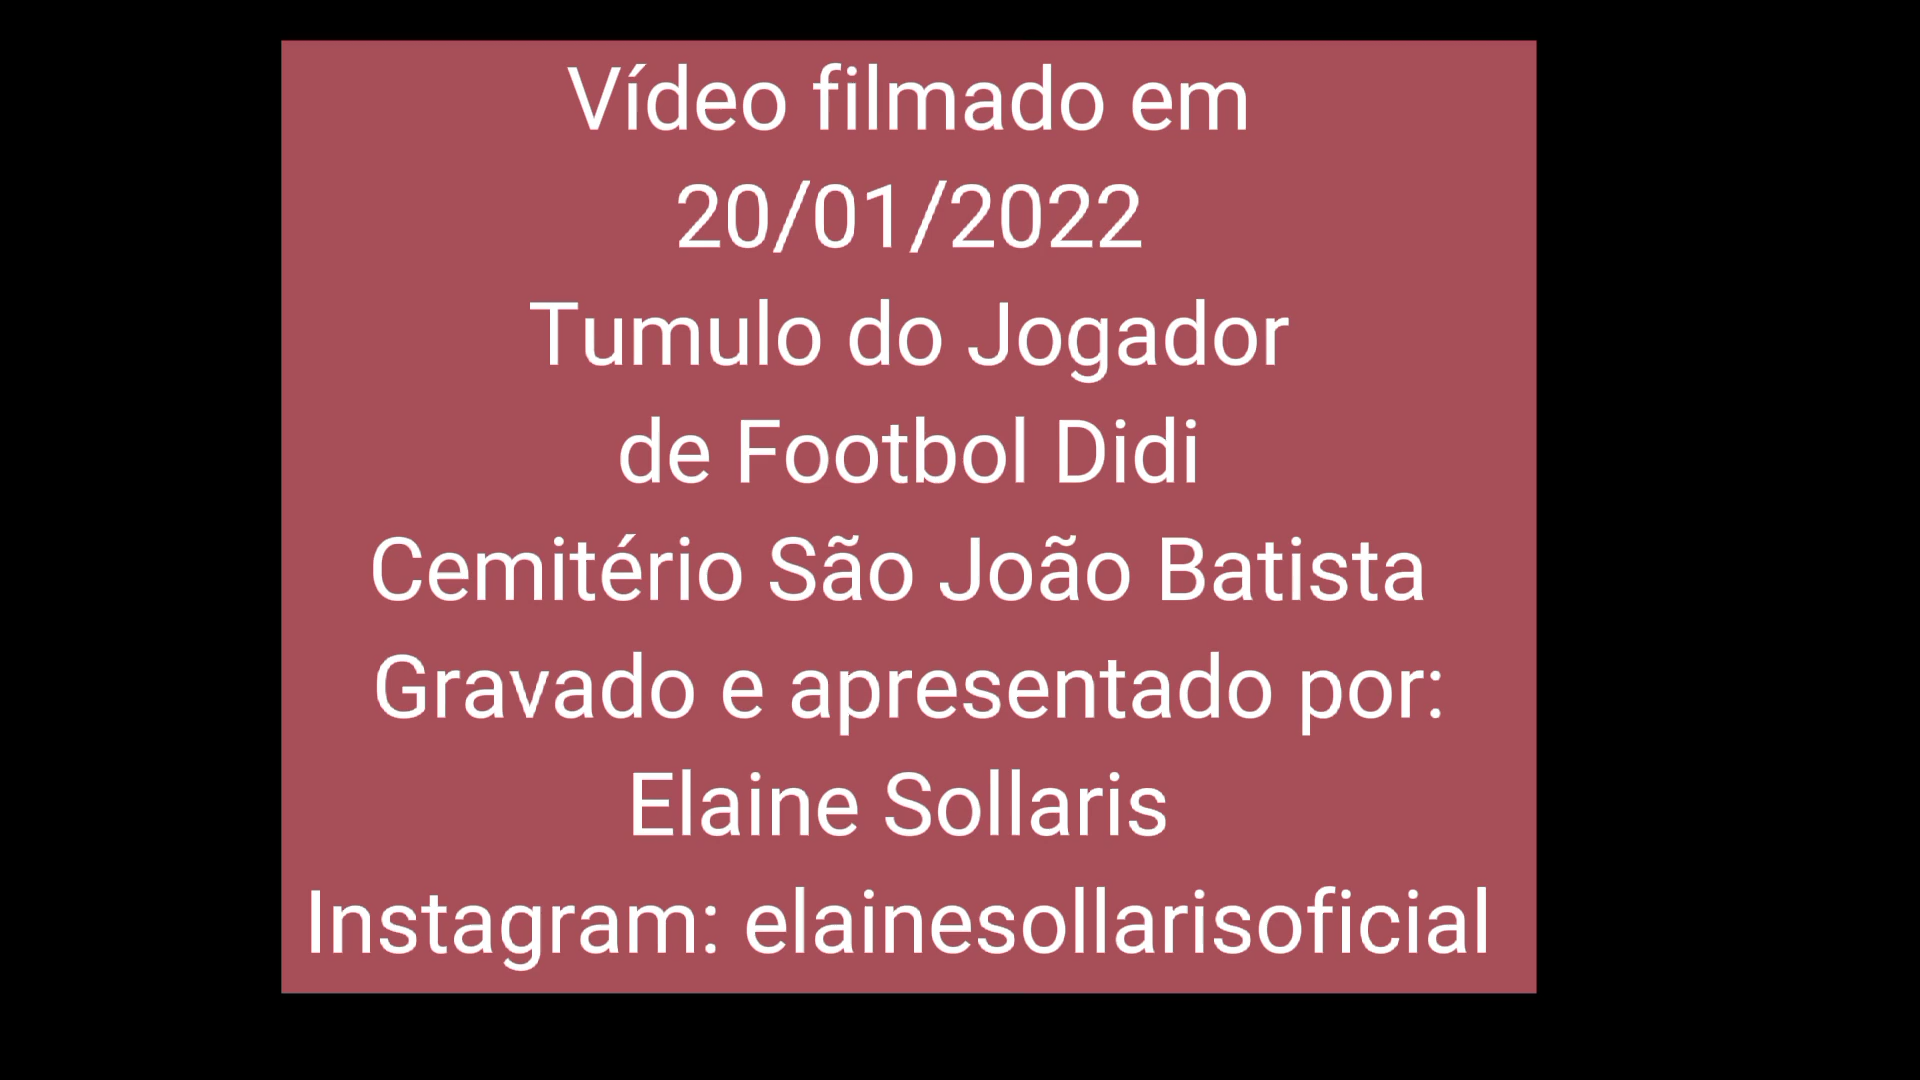 Vídeo filmado em
20/01/2022
Tumulo do Jogador
de Footbol Didi
Cemitério São João Batista
Gravado e apresentado por:
Elaine Sollaris
Instagram: elainesollarisoficial